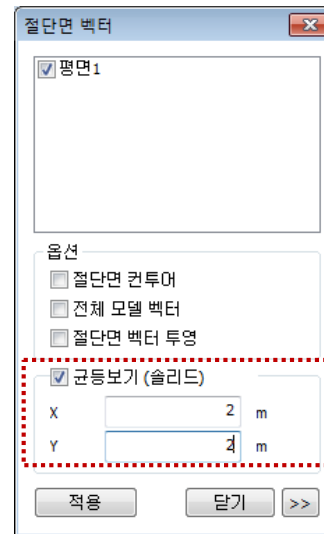 절단면 벡터
평면1
옵션
절단면 컨투어
전체 모델 벡터
절단면 벡터 투영
균등보기 (솔리드)
X 2 m
Y 2 m
적용 닫기 >>